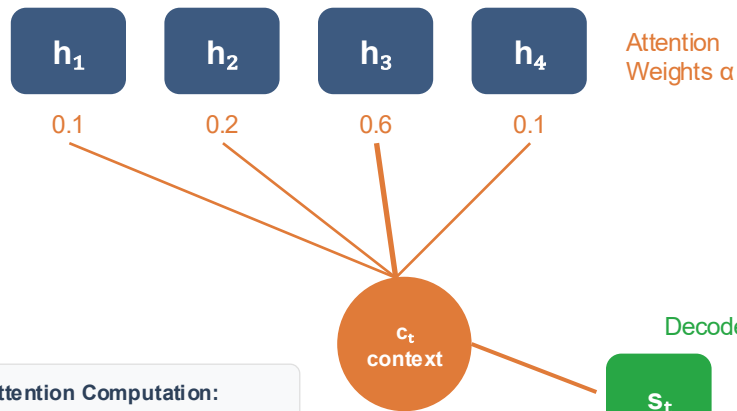 h₁ h₂ h₃ h₄
Attention
Weights α
0.1 0.2 0.6 0.1
cₜ
context
Decode
sₜ
ttention Computation: